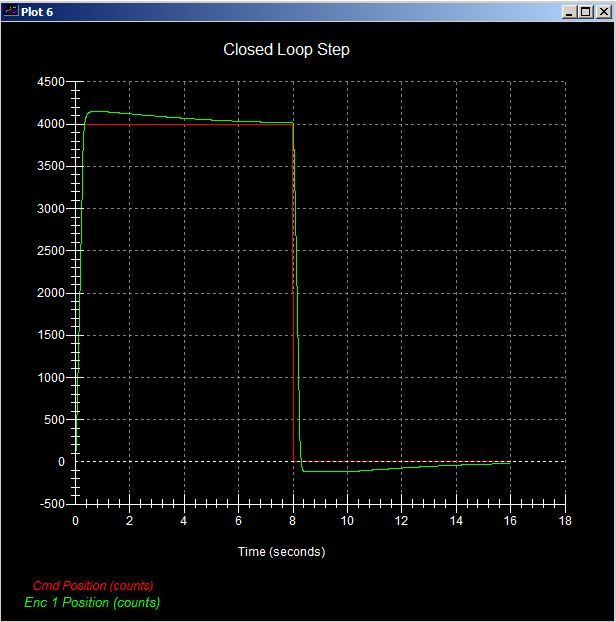 Plot 6
Closed Loop Step
4500
4000
3500
3000
2500
2000
1500
1000
500
0
-500
0 2 4 6 8 10 12 14 16 18
Time (seconds)
Cmd Position (counts)
Enc 1 Position (counts)